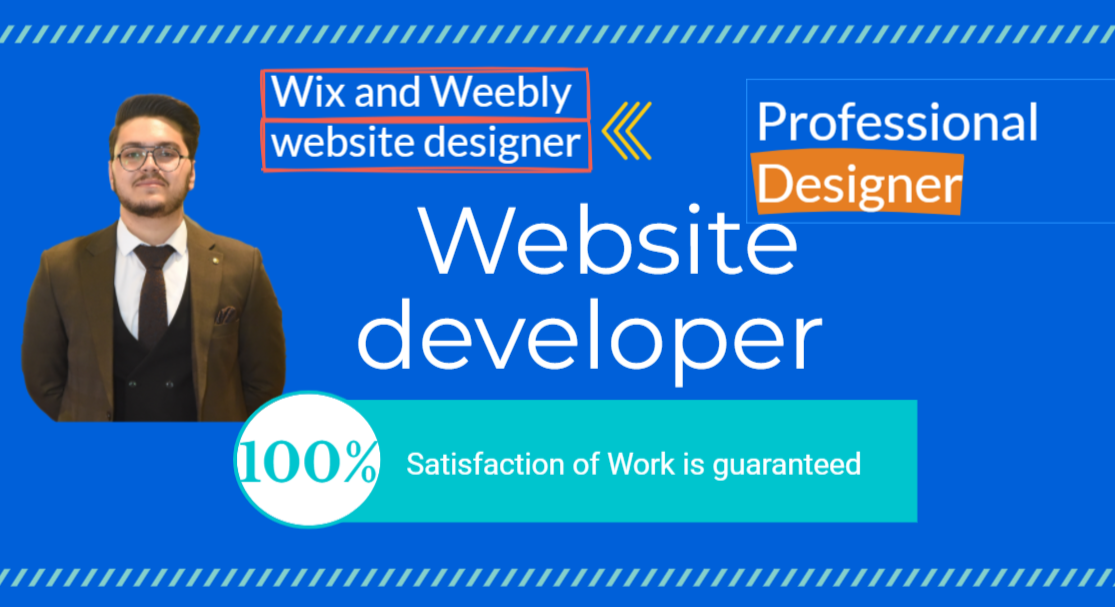 Wix and Weebly
website designer
Professional
Designer
Website
developer
100%
Satisfaction of Work is guaranteed